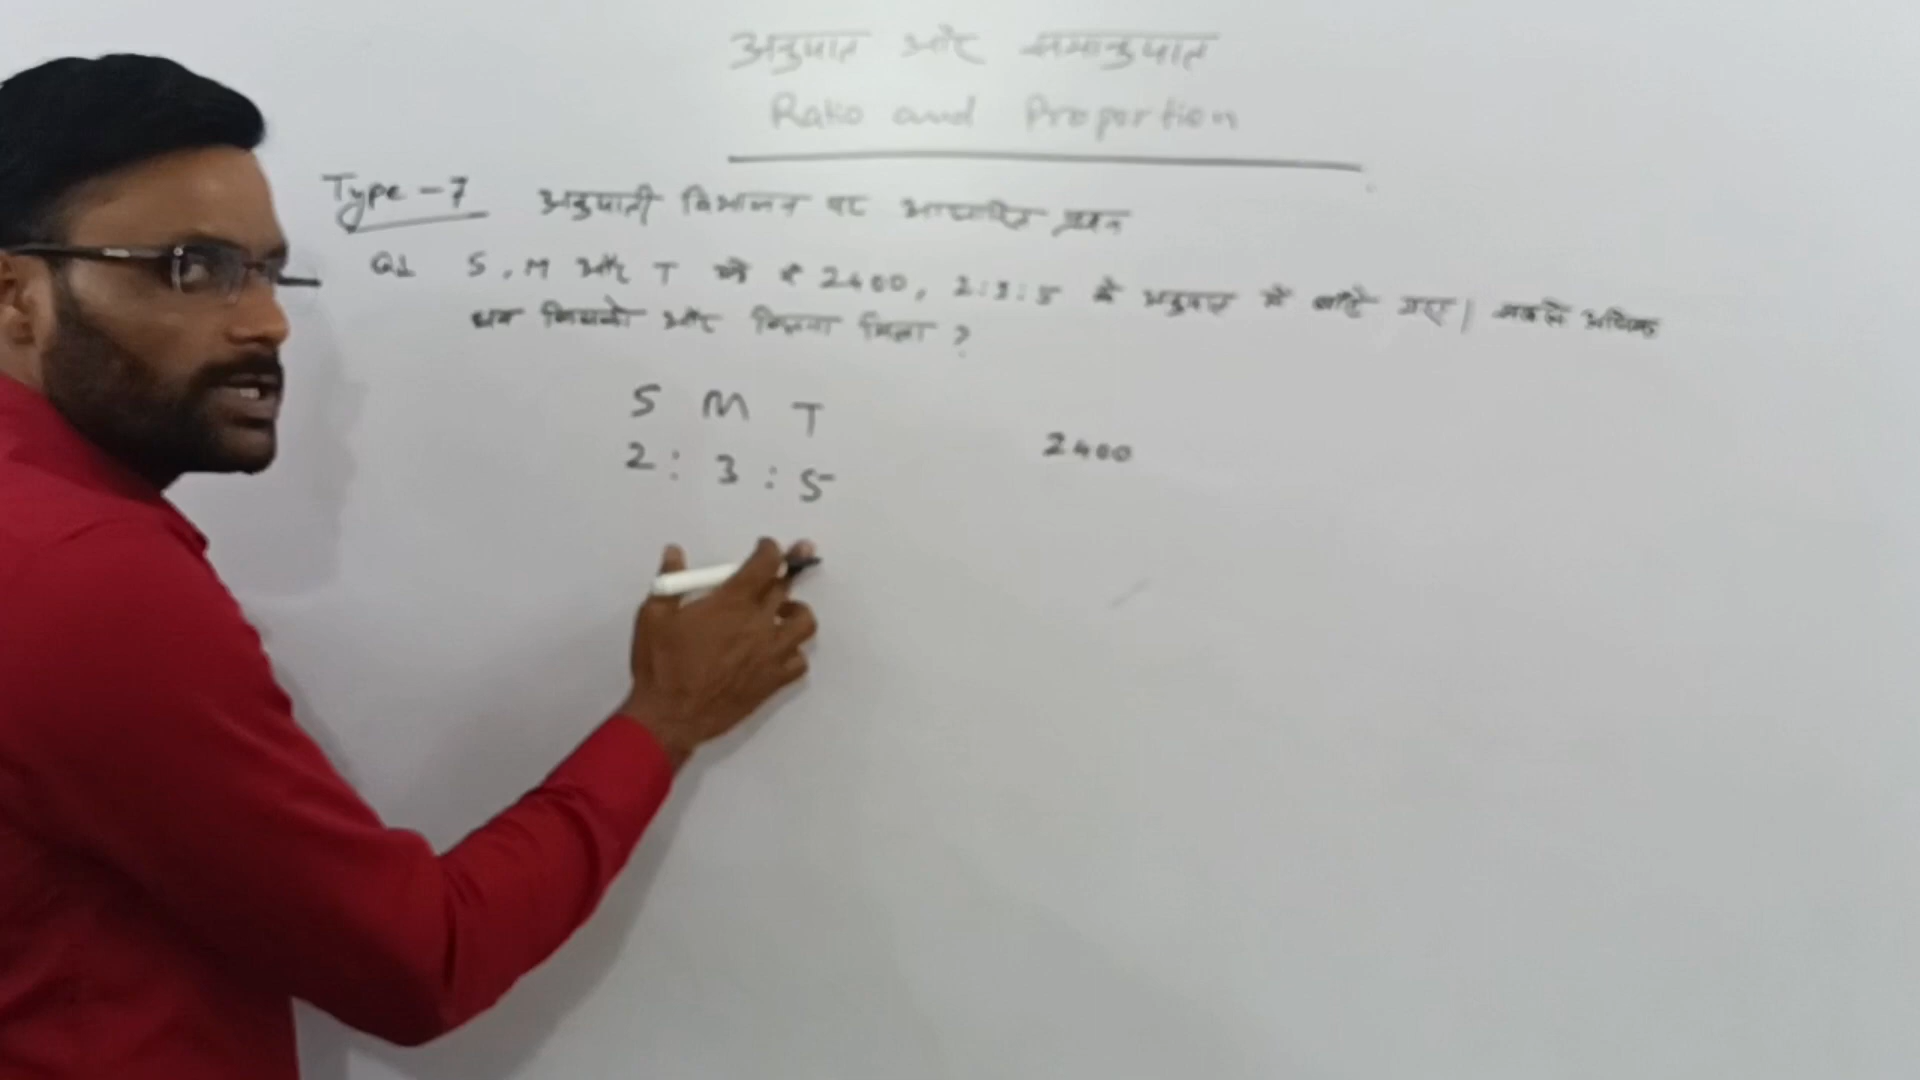 अनुपात और समानुपात
Ratio and Proportion
Type - 7 अनुपाती विभाजन पर आधारित प्रश्न
Q1 S, M और T को ₹ 2400, 2:3:5 के अनुपात में बांटे गए। सबसे अधिक
धन किसको और कितना मिला ?
S M T
2 : 3 : 5
2400